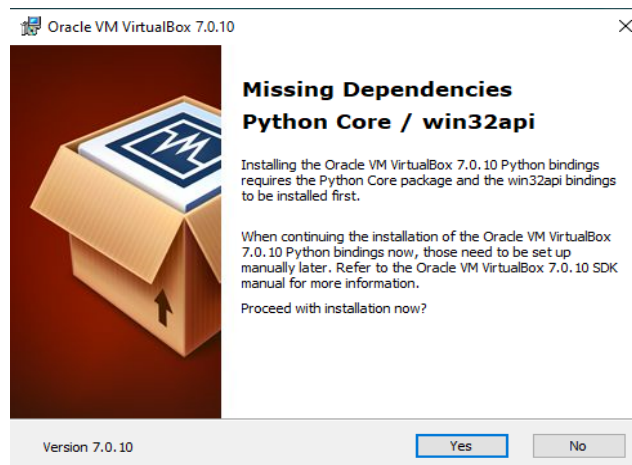 Oracle VM VirtualBox 7.0.10
Missing Dependencies
Python Core / win32api
Installing the Oracle VM VirtualBox 7.0.10 Python bindings
requires the Python Core package and the win32api bindings
to be installed first.
When continuing the installation of the Oracle VM VirtualBox
7.0.10 Python bindings now, those need to be set up
manually later. Refer to the Oracle VM VirtualBox 7.0.10 SDK
manual for more information.
Proceed with installation now?
Version 7.0.10
Yes
No